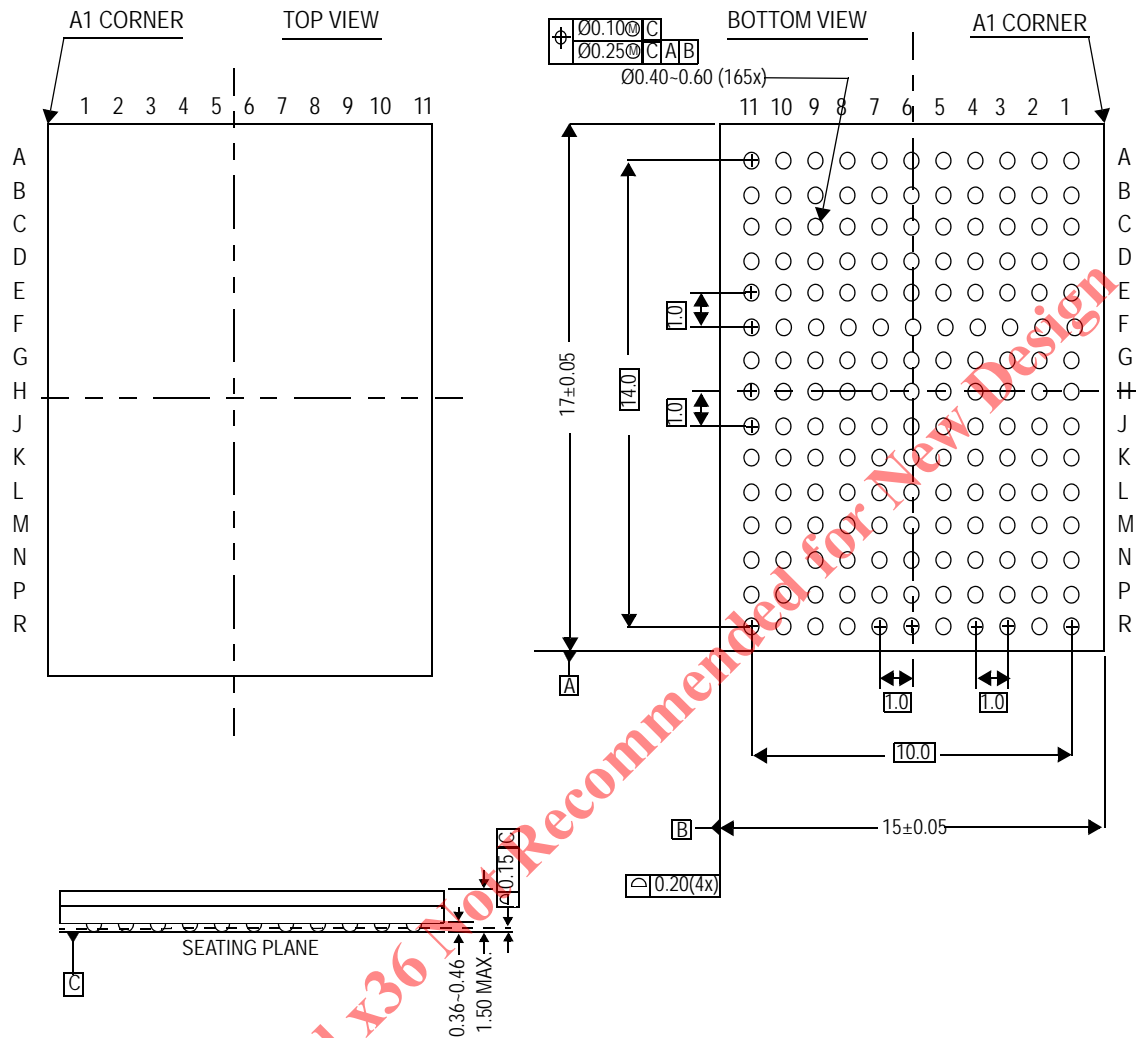 A1 CORNER
TOP VIEW
1 2 3 4 5 6 7 8 9 10 11
A
B
C
D
E
F
G
H
J
K
L
M
N
P
R
Ø0.10Ⓜ C
Ø0.25Ⓜ C A B
BOTTOM VIEW
A1 CORNER
Ø0.40~0.60 (165x)
11 10 9 8 7 6 5 4 3 2 1
A
B
C
D
E
F
G
H
J
K
L
M
N
P
R
17±0.05
14.0
1.0
1.0
A
1.0
1.0
10.0
B
15±0.05
0.20(4x)
0.15 C
SEATING PLANE
C
0.36~0.46
1.50 MAX.
x36 Not Recommended for New Design